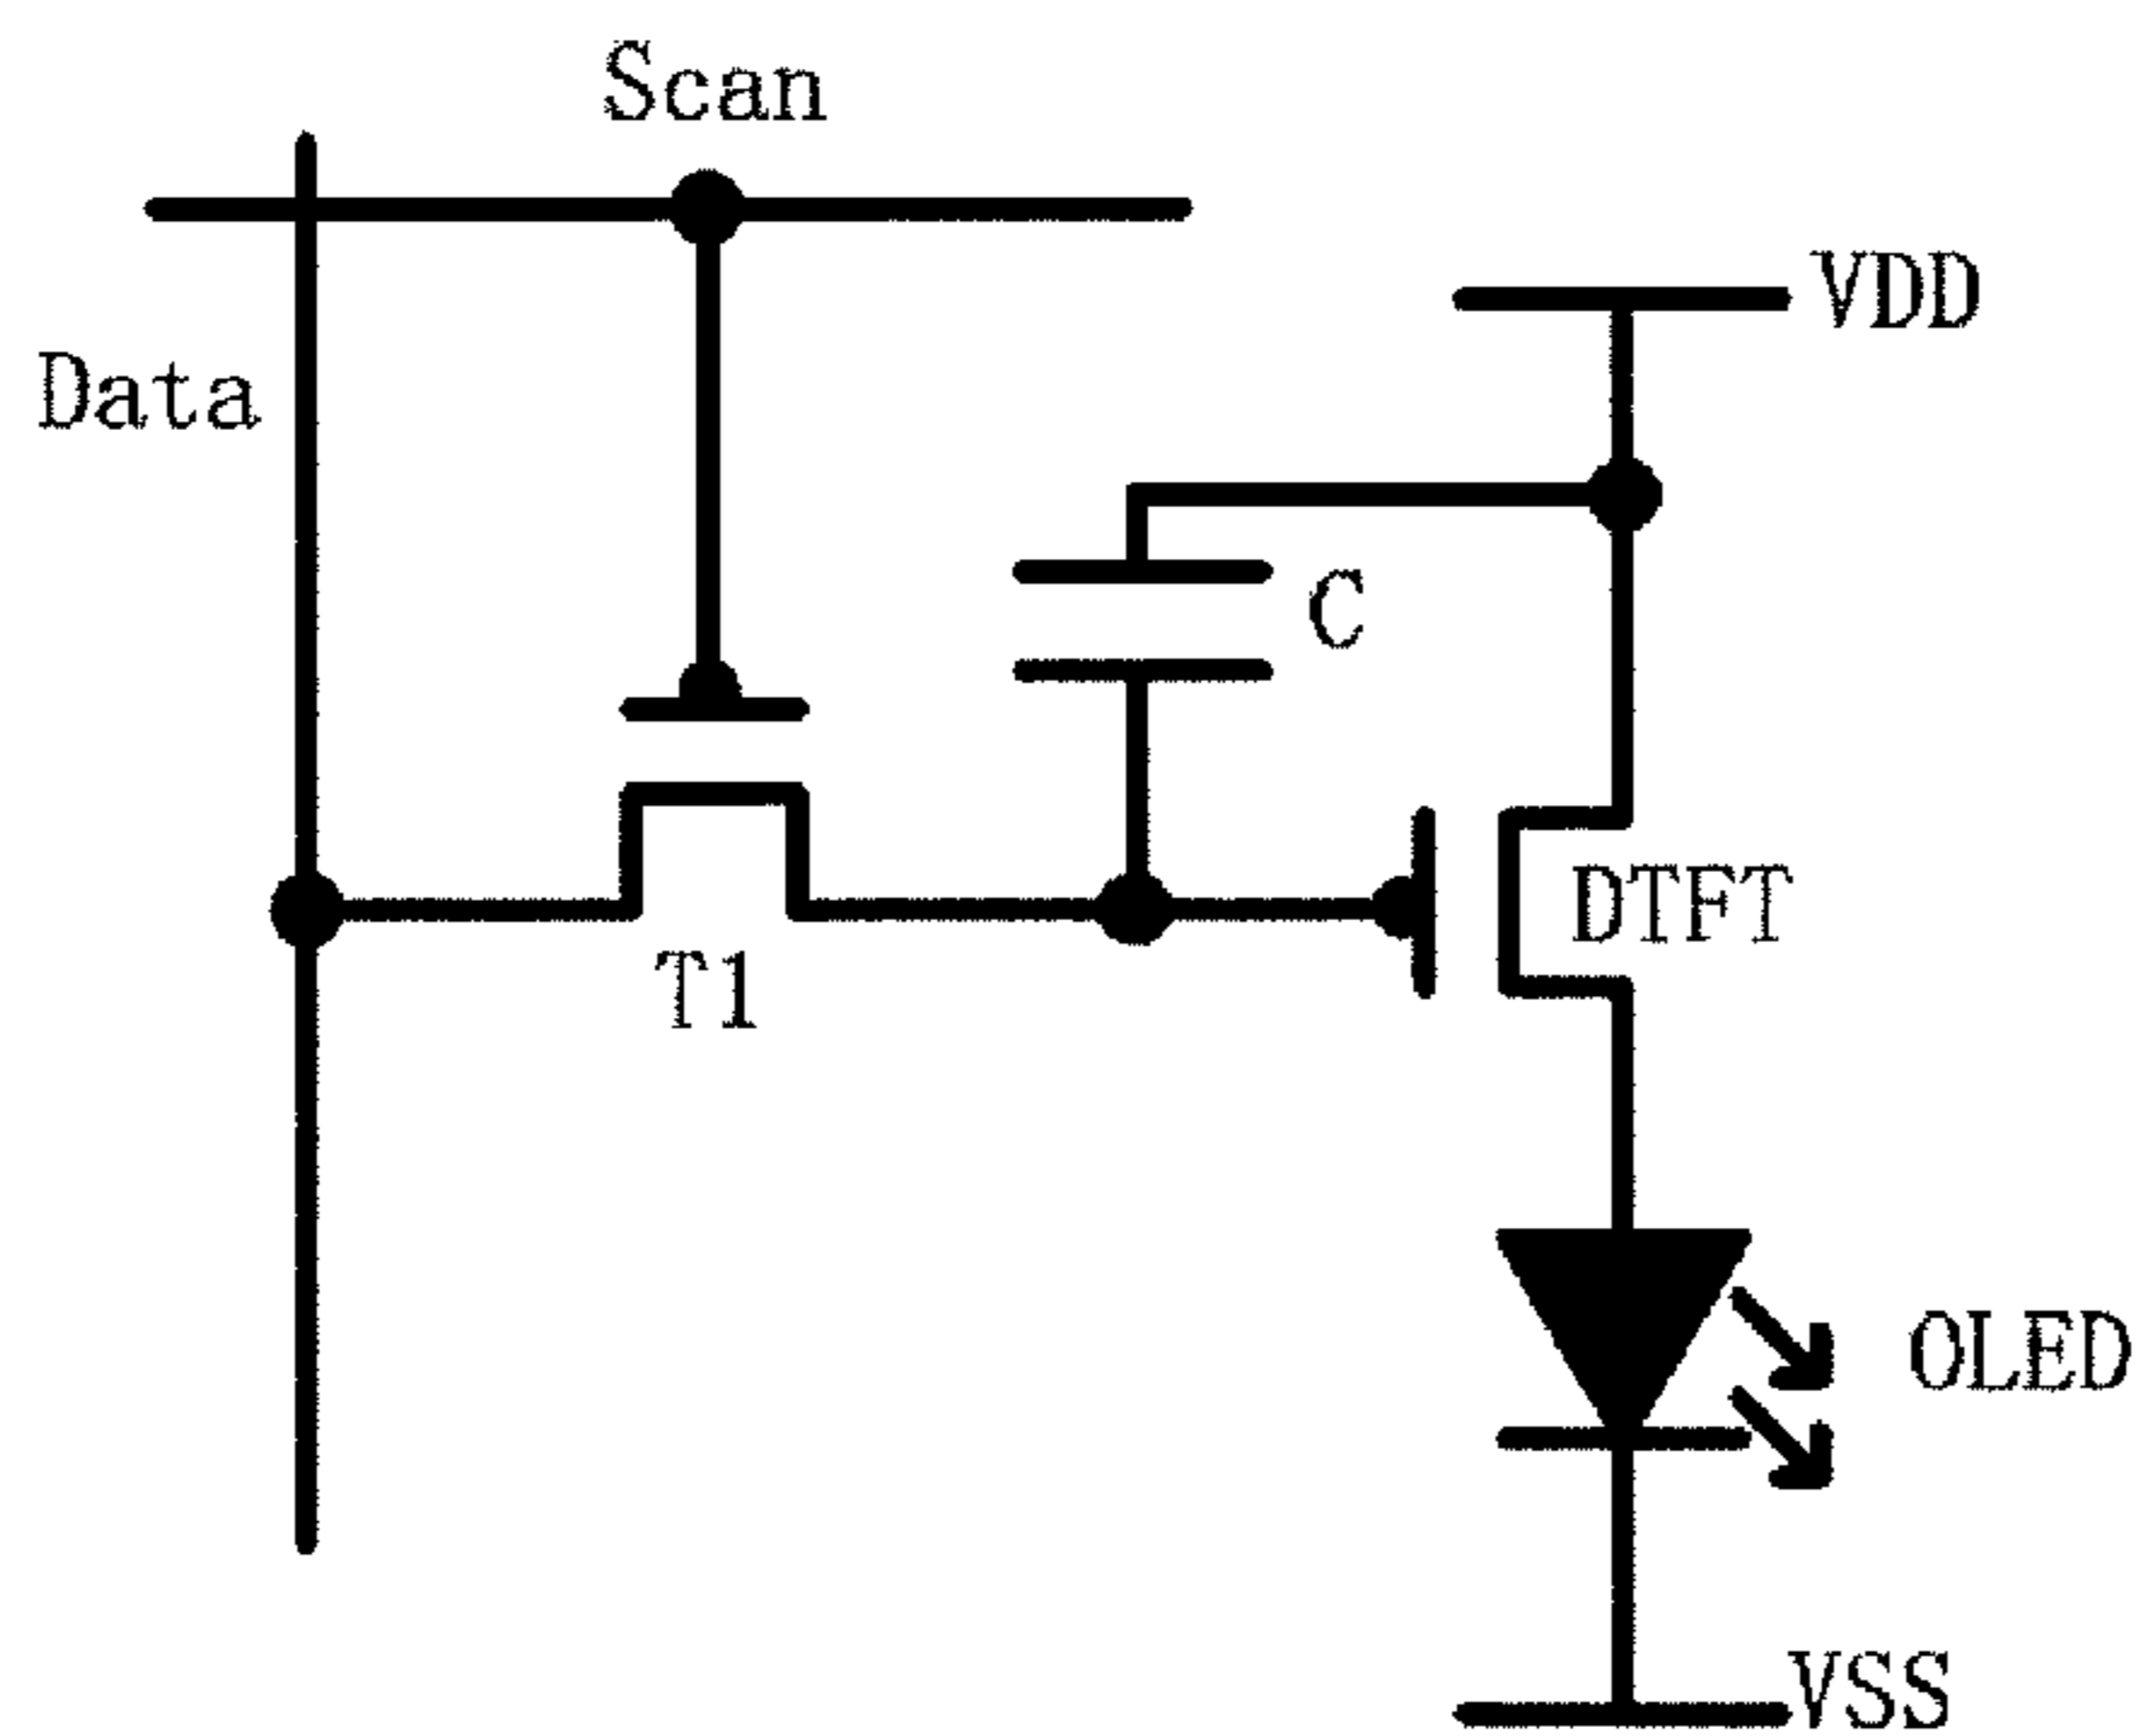 Scan
VDD
Data
C
DTFT
T1
OLED
VSS